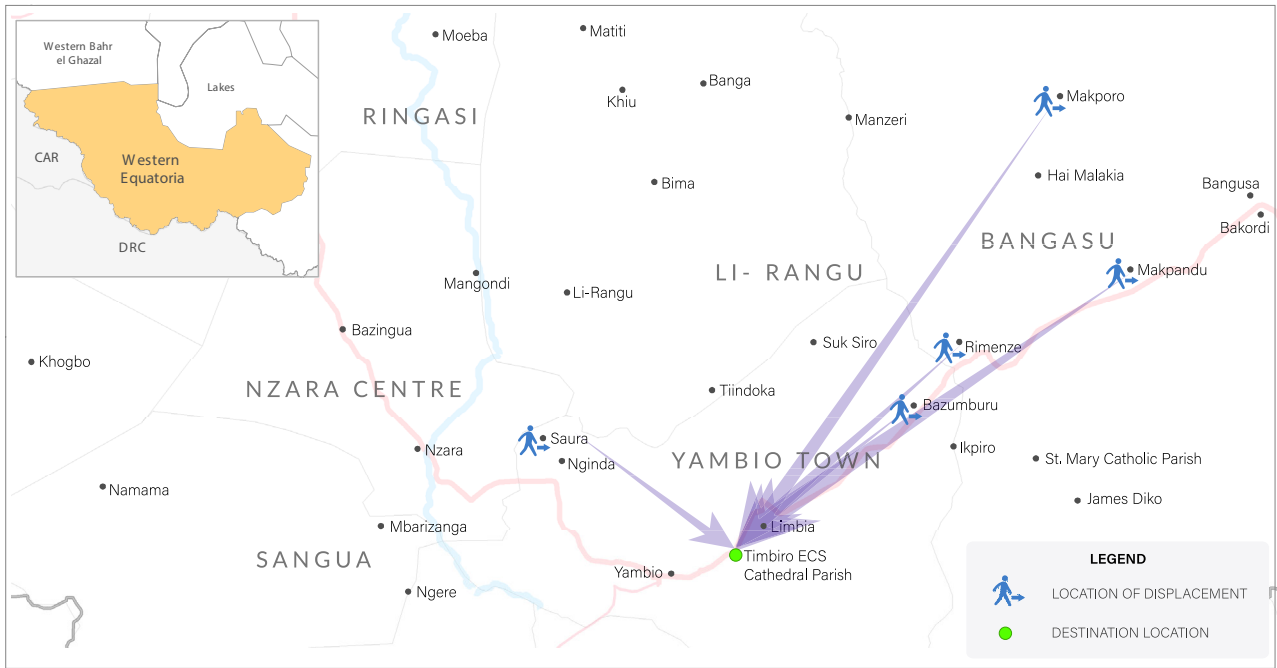 Western Bahr
el Ghazal
Lakes
CAR
Western
Equatoria
DRC
Moeba
Matiti
Banga
Khiu
RINGASI
Manzeri
Makporo
Hai Malakia
Bima
Bangusa
Bakordi
BANGASU
LI- RANGU
Makpandu
Mangondi
Li-Rangu
Bazingua
Suk Siro
Rimenze
Khogbo
NZARA CENTRE
Tiindoka
Bazumburu
Saura
Nzara
Nginda
YAMBIO TOWN
Ikpiro
St. Mary Catholic Parish
Namama
James Diko
Mbarizanga
Limbia
SANGUA
Timbiro ECS
Cathedral Parish
Yambio
Ngere
LEGEND
LOCATION OF DISPLACEMENT
DESTINATION LOCATION